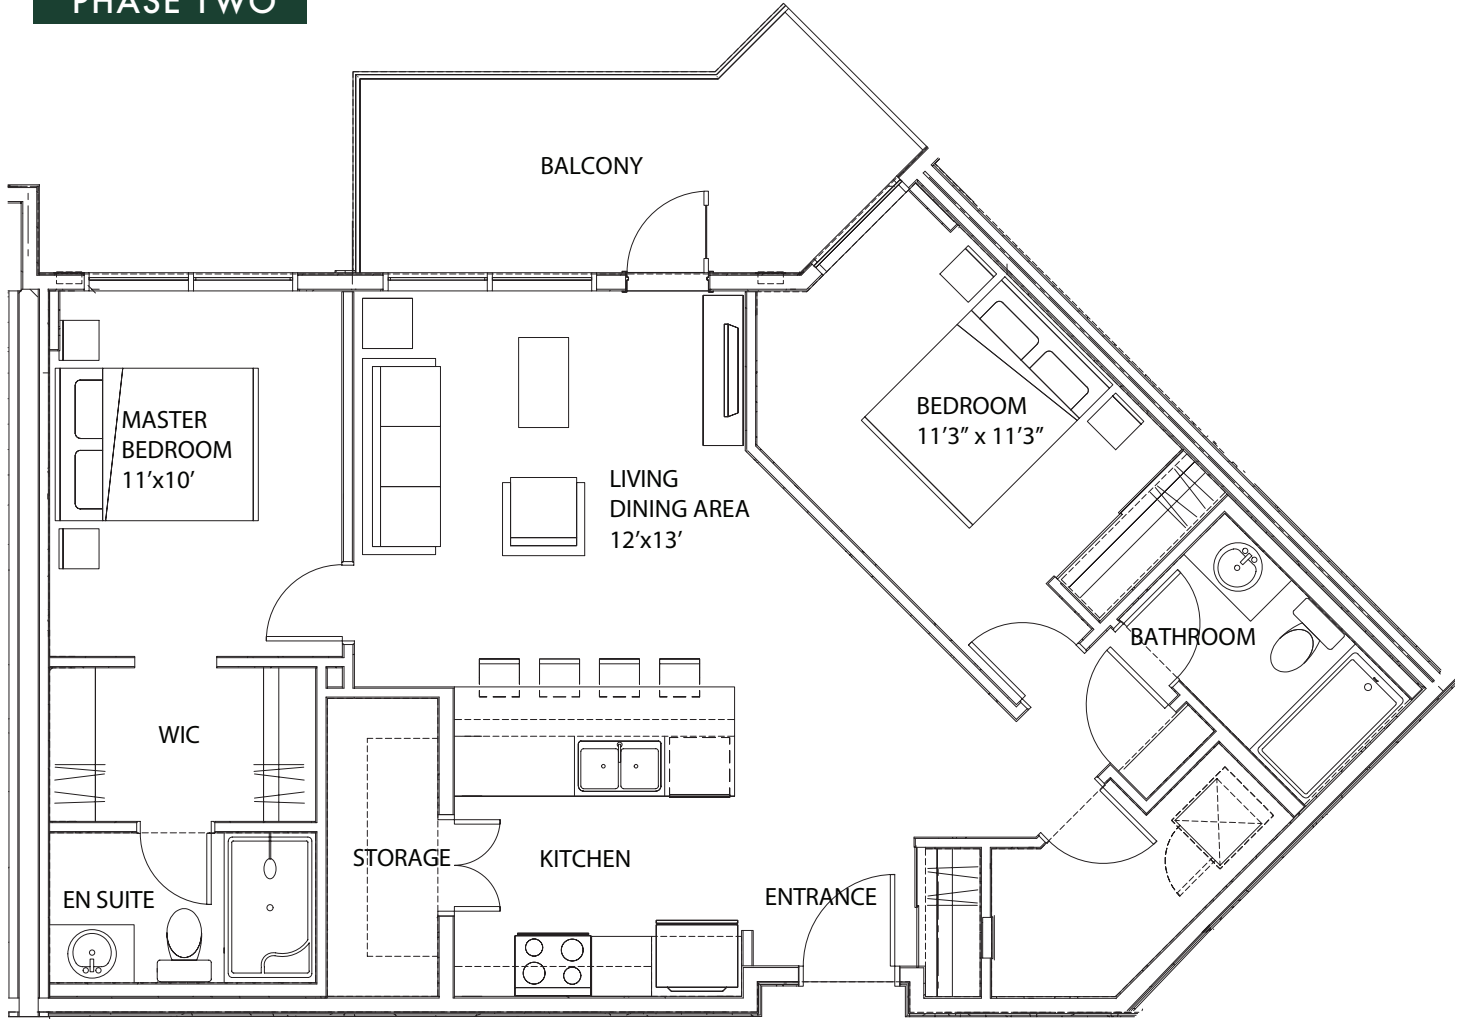 PHASE TWO
BALCONY
MASTER
BEDROOM
11’x10’
BEDROOM
11’3” x 11’3”
LIVING
DINING AREA
12’x13’
BATHROOM
WIC
STORAGE
KITCHEN
EN SUITE
ENTRANCE